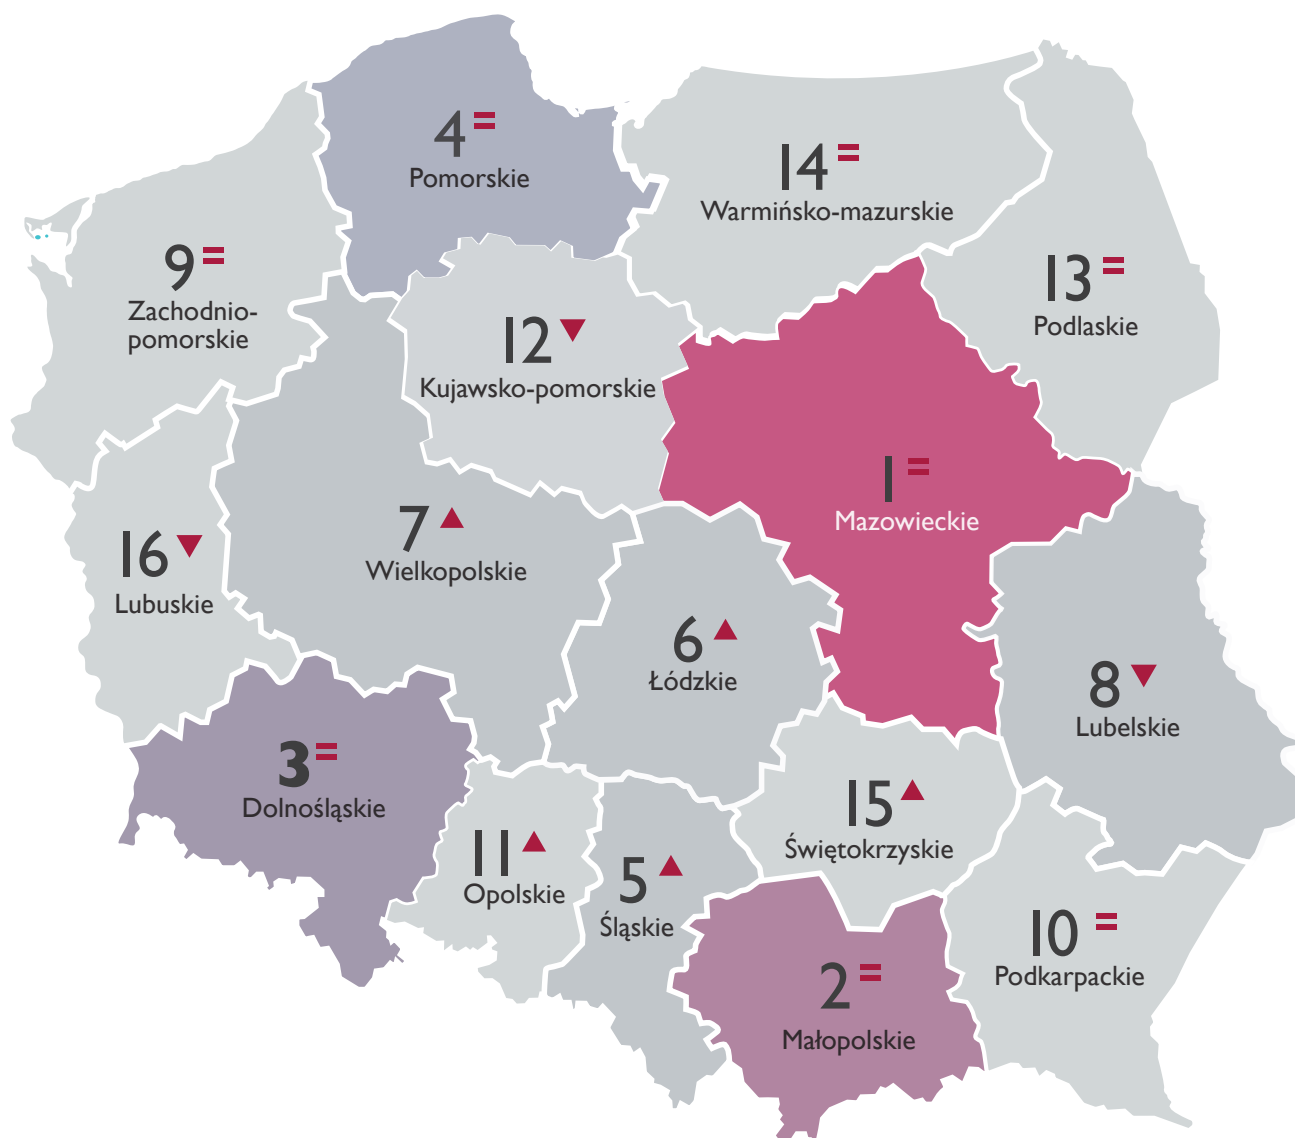 4 =
Pomorskie
14 =
Warmińsko-mazurskie
9 =
Zachodnio-
pomorskie
13 =
Podlaskie
12 ▼
Kujawsko-pomorskie
1 =
Mazowieckie
7 ▲
Wielkopolskie
16 ▼
Lubuskie
6 ▲
Łódzkie
8 ▼
Lubelskie
3 =
Dolnośląskie
15 ▲
Świętokrzyskie
11 ▲
Opolskie
5 ▲
Śląskie
10 =
Podkarpackie
2 =
Małopolskie